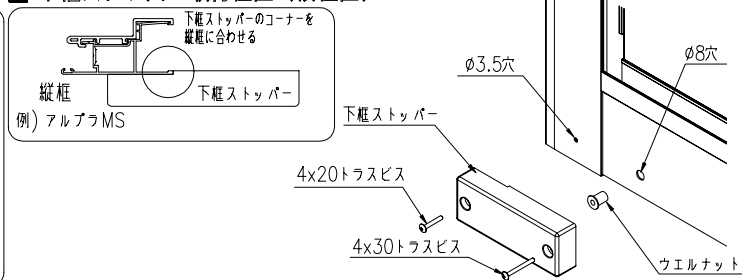 下框ストッパーのコーナーを
縦框に合わせる
縦框
下框ストッパー
例) アルプラMS
φ3.5穴
φ8穴
下框ストッパー
4x20トラスビス
4x30トラスビス
ウエルナット